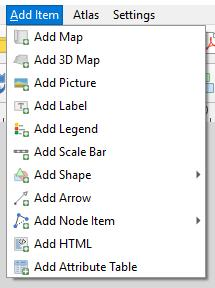 Add Item Atlas Settings
Add Map
Add 3D Map
Add Picture
Add Label
Add Legend
Add Scale Bar
Add Shape
Add Arrow
Add Node Item
Add HTML
Add Attribute Table